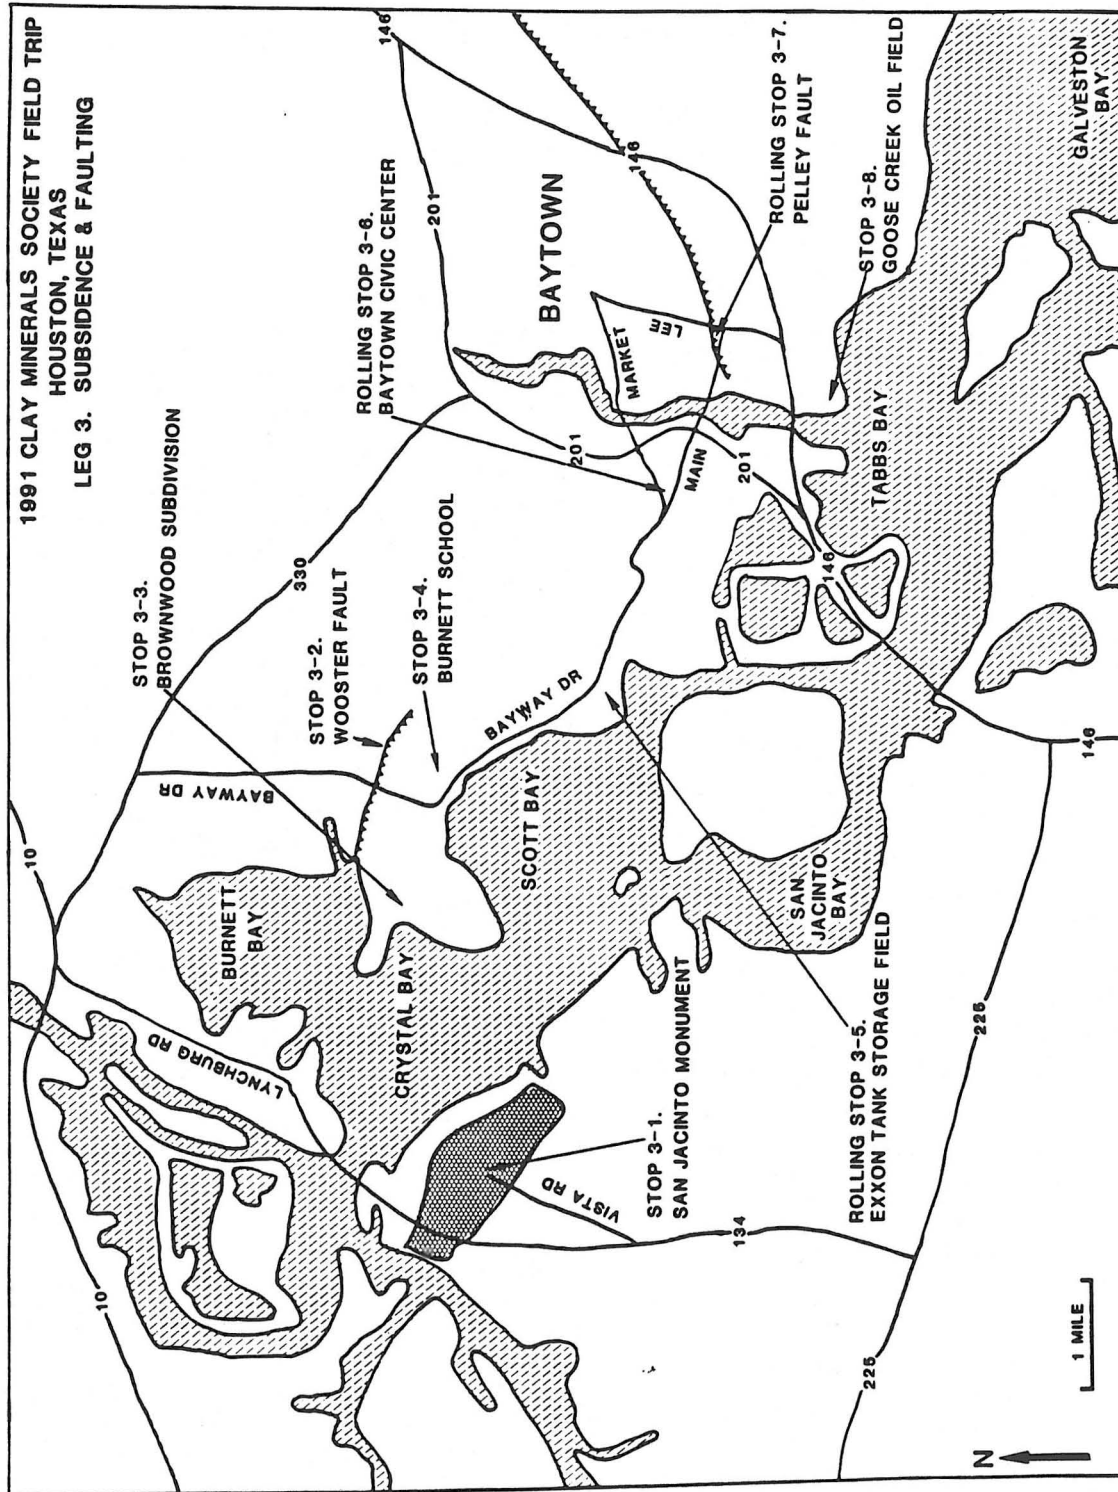 1991 CLAY MINERALS SOCIETY FIELD TRIP
HOUSTON, TEXAS
LEG 3. SUBSIDENCE & FAULTING
STOP 3-3.
BROWNWOOD SUBDIVISION
STOP 3-2.
WOOSTER FAULT
STOP 3-4.
BURNETT SCHOOL
ROLLING STOP 3-6.
BAYTOWN CIVIC CENTER
BAYTOWN
ROLLING STOP 3-7.
PELLEY FAULT
STOP 3-8.
GOOSE CREEK OIL FIELD
GALVESTON
BAY
TABBS BAY
10
10
330
201
201
201
146
146
146
146
BAYWAY DR
BAYWAY DR
MARKET
LEE
MAIN
LYNCHBURG RD
BURNETT
BAY
CRYSTAL BAY
SCOTT BAY
SAN
JACINTO
BAY
STOP 3-1.
SAN JACINTO MONUMENT
VISTA RD
134
ROLLING STOP 3-5.
EXXON TANK STORAGE FIELD
225
225
1 MILE
N